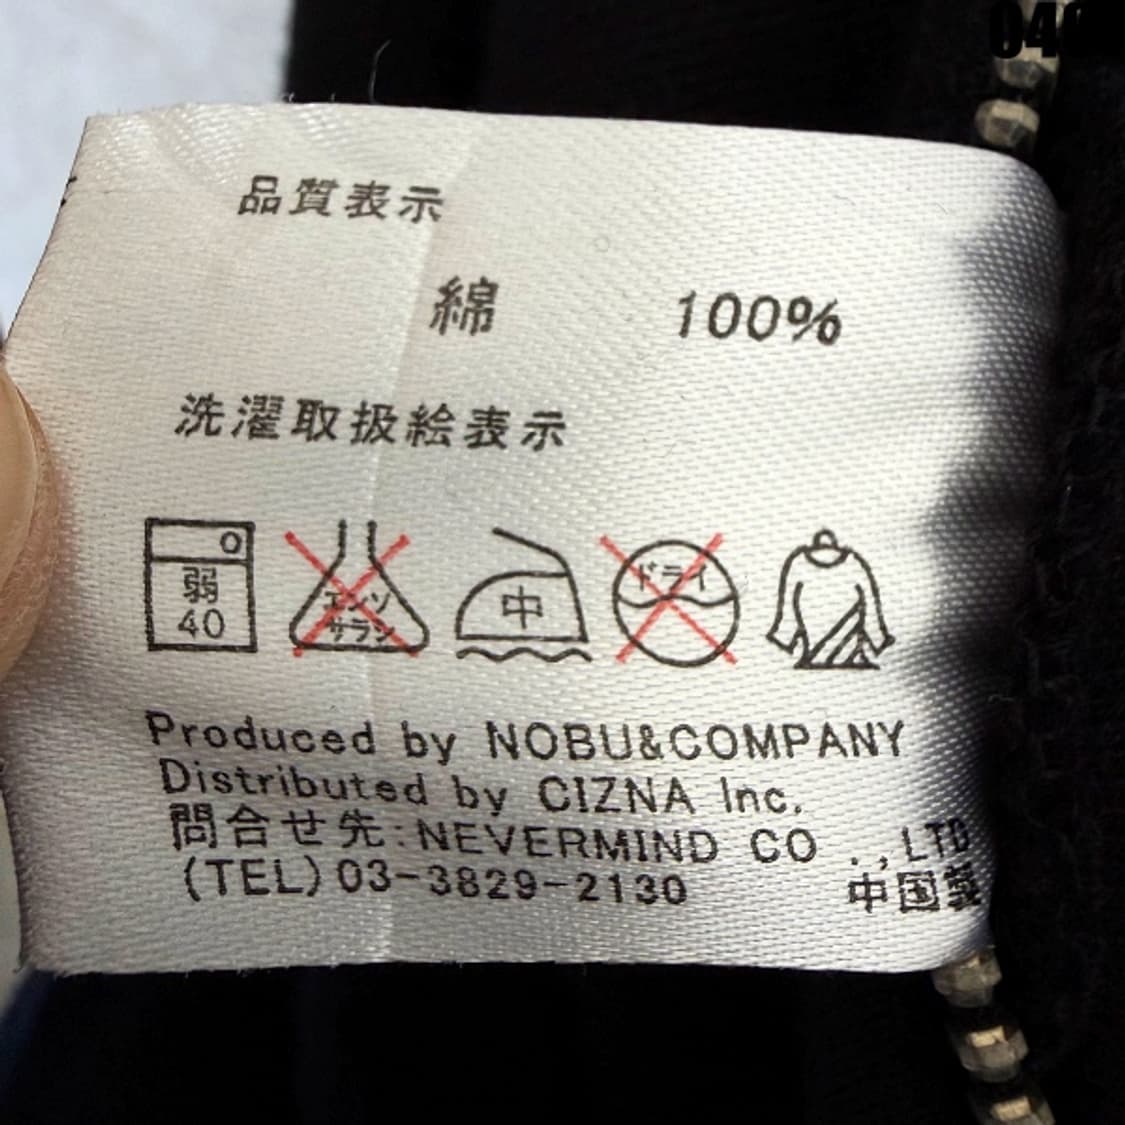 04
品質表示
綿 100%
洗濯取扱絵表示
弱
40
エンソ
サラシ
中
ドライ
Produced by NOBU&COMPANY
Distributed by CIZNA Inc.
問合せ先:NEVERMIND CO .,LTD
(TEL)03-3829-2130 中国製